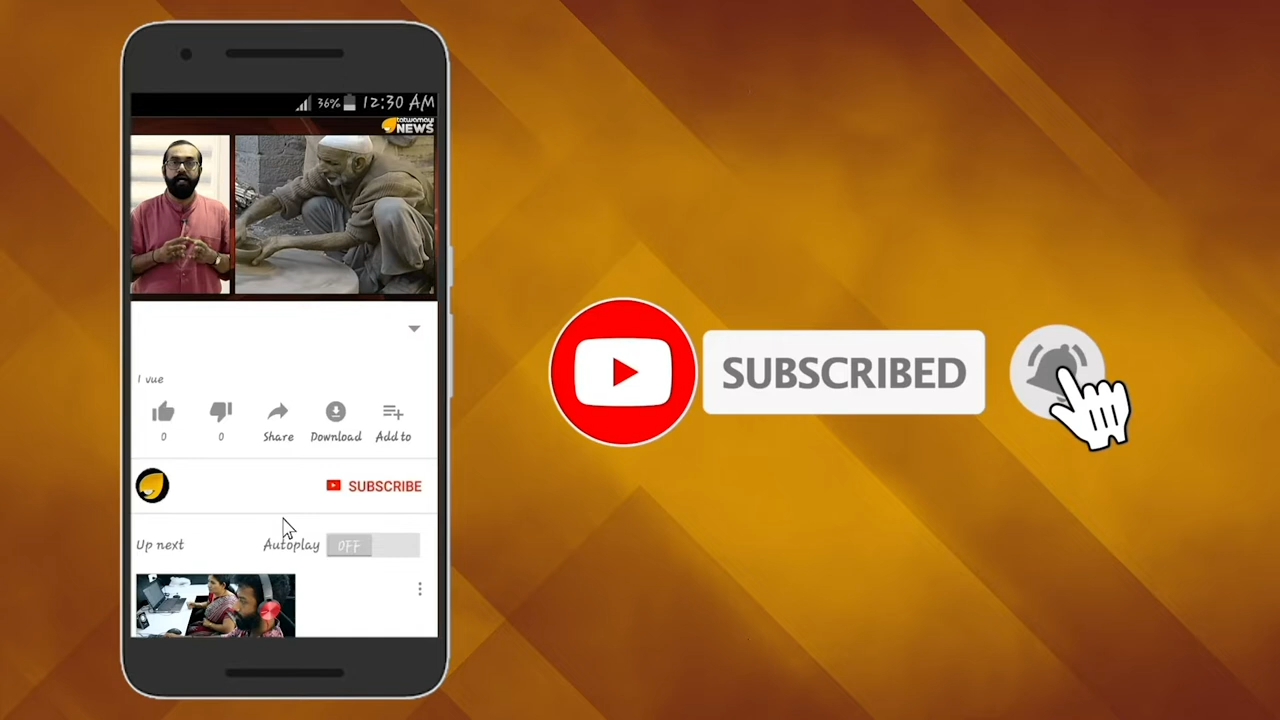 36% 12:30 AM
tatwamayi
NEWS
1 vue
0 0 Share Download Add to
SUBSCRIBE
Up next Autoplay OFF
SUBSCRIBED